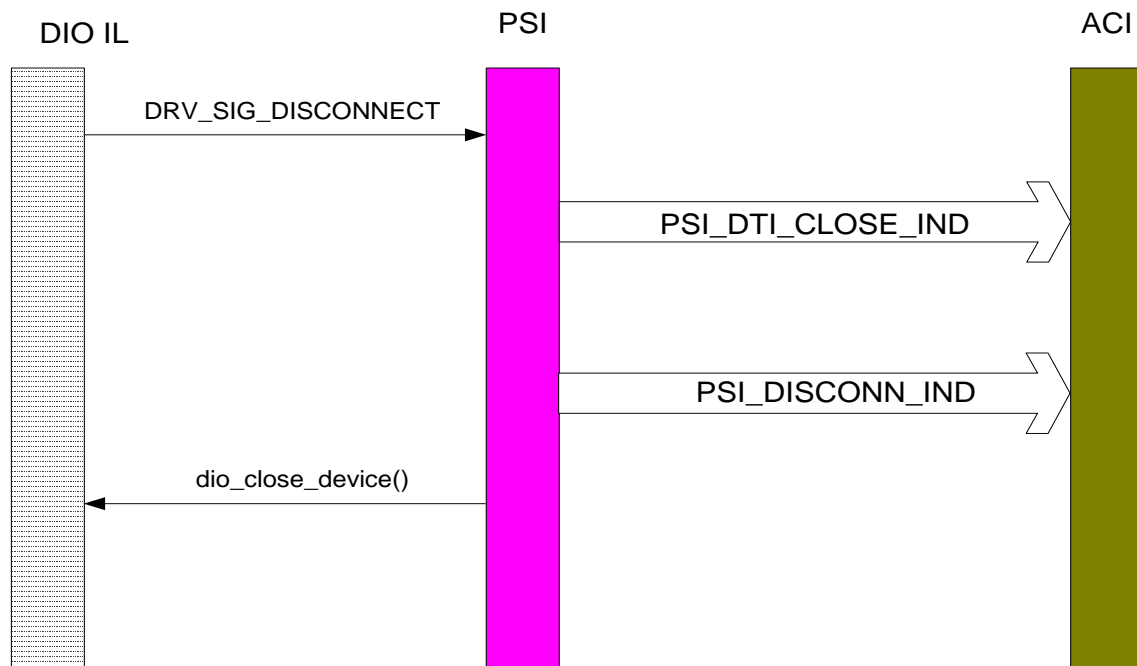 DIO IL
PSI
ACI
DRV_SIG_DISCONNECT
PSI_DTI_CLOSE_IND
PSI_DISCONN_IND
dio_close_device()